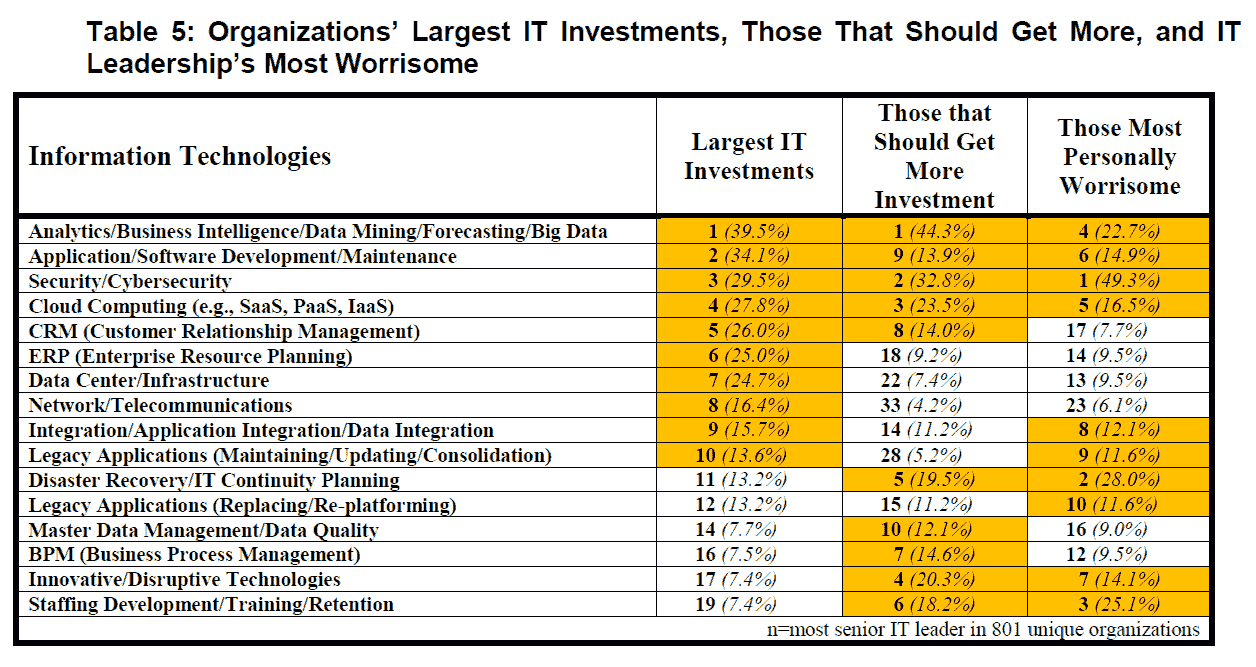 Table 5: Organizations’ Largest IT Investments, Those That Should Get More, and IT
Leadership’s Most Worrisome
Information Technologies
Largest IT
Investments
Those that
Should Get
More
Investment
Those Most
Personally
Worrisome
Analytics/Business Intelligence/Data Mining/Forecasting/Big Data 1 (39.5%) 1 (44.3%) 4 (22.7%)
Application/Software Development/Maintenance 2 (34.1%) 9 (13.9%) 6 (14.9%)
Security/Cybersecurity 3 (29.5%) 2 (32.8%) 1 (49.3%)
Cloud Computing (e.g., SaaS, PaaS, IaaS) 4 (27.8%) 3 (23.5%) 5 (16.5%)
CRM (Customer Relationship Management) 5 (26.0%) 8 (14.0%) 17 (7.7%)
ERP (Enterprise Resource Planning) 6 (25.0%) 18 (9.2%) 14 (9.5%)
Data Center/Infrastructure 7 (24.7%) 22 (7.4%) 13 (9.5%)
Network/Telecommunications 8 (16.4%) 33 (4.2%) 23 (6.1%)
Integration/Application Integration/Data Integration 9 (15.7%) 14 (11.2%) 8 (12.1%)
Legacy Applications (Maintaining/Updating/Consolidation) 10 (13.6%) 28 (5.2%) 9 (11.6%)
Disaster Recovery/IT Continuity Planning 11 (13.2%) 5 (19.5%) 2 (28.0%)
Legacy Applications (Replacing/Re-platforming) 12 (13.2%) 15 (11.2%) 10 (11.6%)
Master Data Management/Data Quality 14 (7.7%) 10 (12.1%) 16 (9.0%)
BPM (Business Process Management) 16 (7.5%) 7 (14.6%) 12 (9.5%)
Innovative/Disruptive Technologies 17 (7.4%) 4 (20.3%) 7 (14.1%)
Staffing Development/Training/Retention 19 (7.4%) 6 (18.2%) 3 (25.1%)
n=most senior IT leader in 801 unique organizations